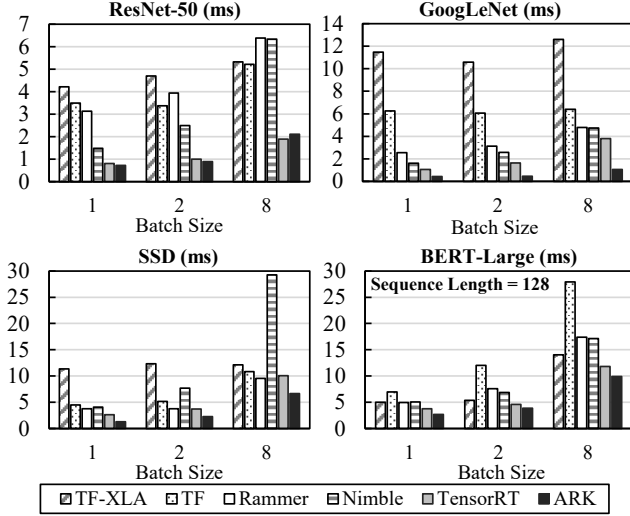 ResNet-50 (ms)
7
6
5
4
3
2
1
0
1 2 8
Batch Size
GoogLeNet (ms)
14
12
10
8
6
4
2
0
1 2 8
Batch Size
SSD (ms)
30
25
20
15
10
5
0
1 2 8
Batch Size
BERT-Large (ms)
Sequence Length = 128
30
25
20
15
10
5
0
1 2 8
Batch Size
TF-XLA TF Rammer Nimble TensorRT ARK